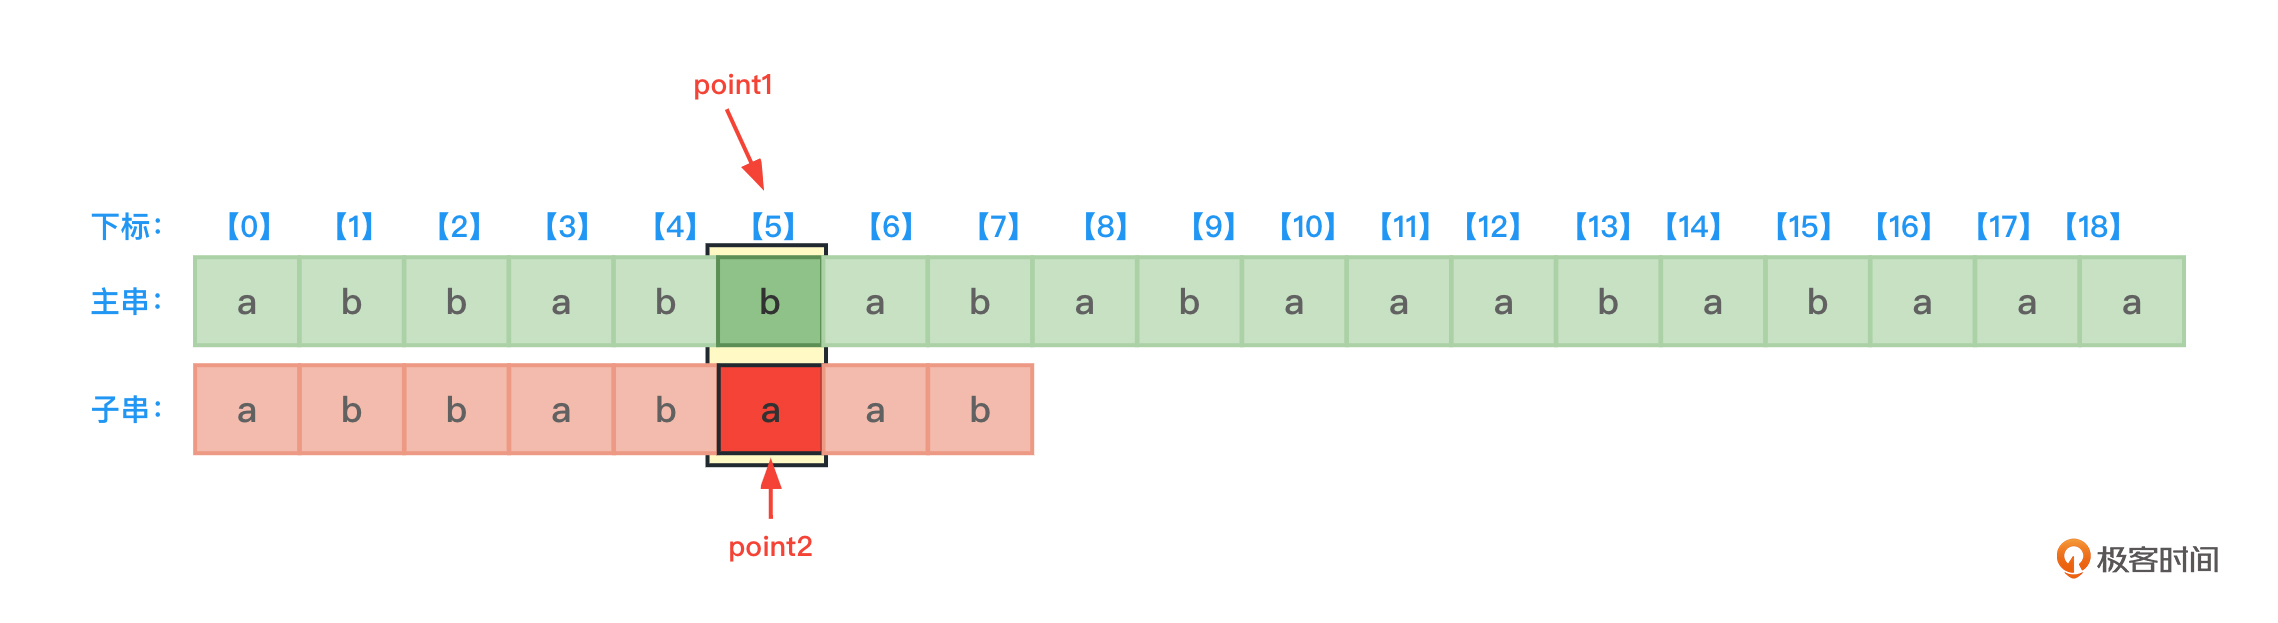 point1
下标： 【0】 【1】 【2】 【3】 【4】 【5】 【6】 【7】 【8】 【9】 【10】 【11】 【12】 【13】 【14】 【15】 【16】 【17】 【18】
主串： a b b a b b a b a b a a a b a b a a a
子串： a b b a b a a b
point2
极客时间